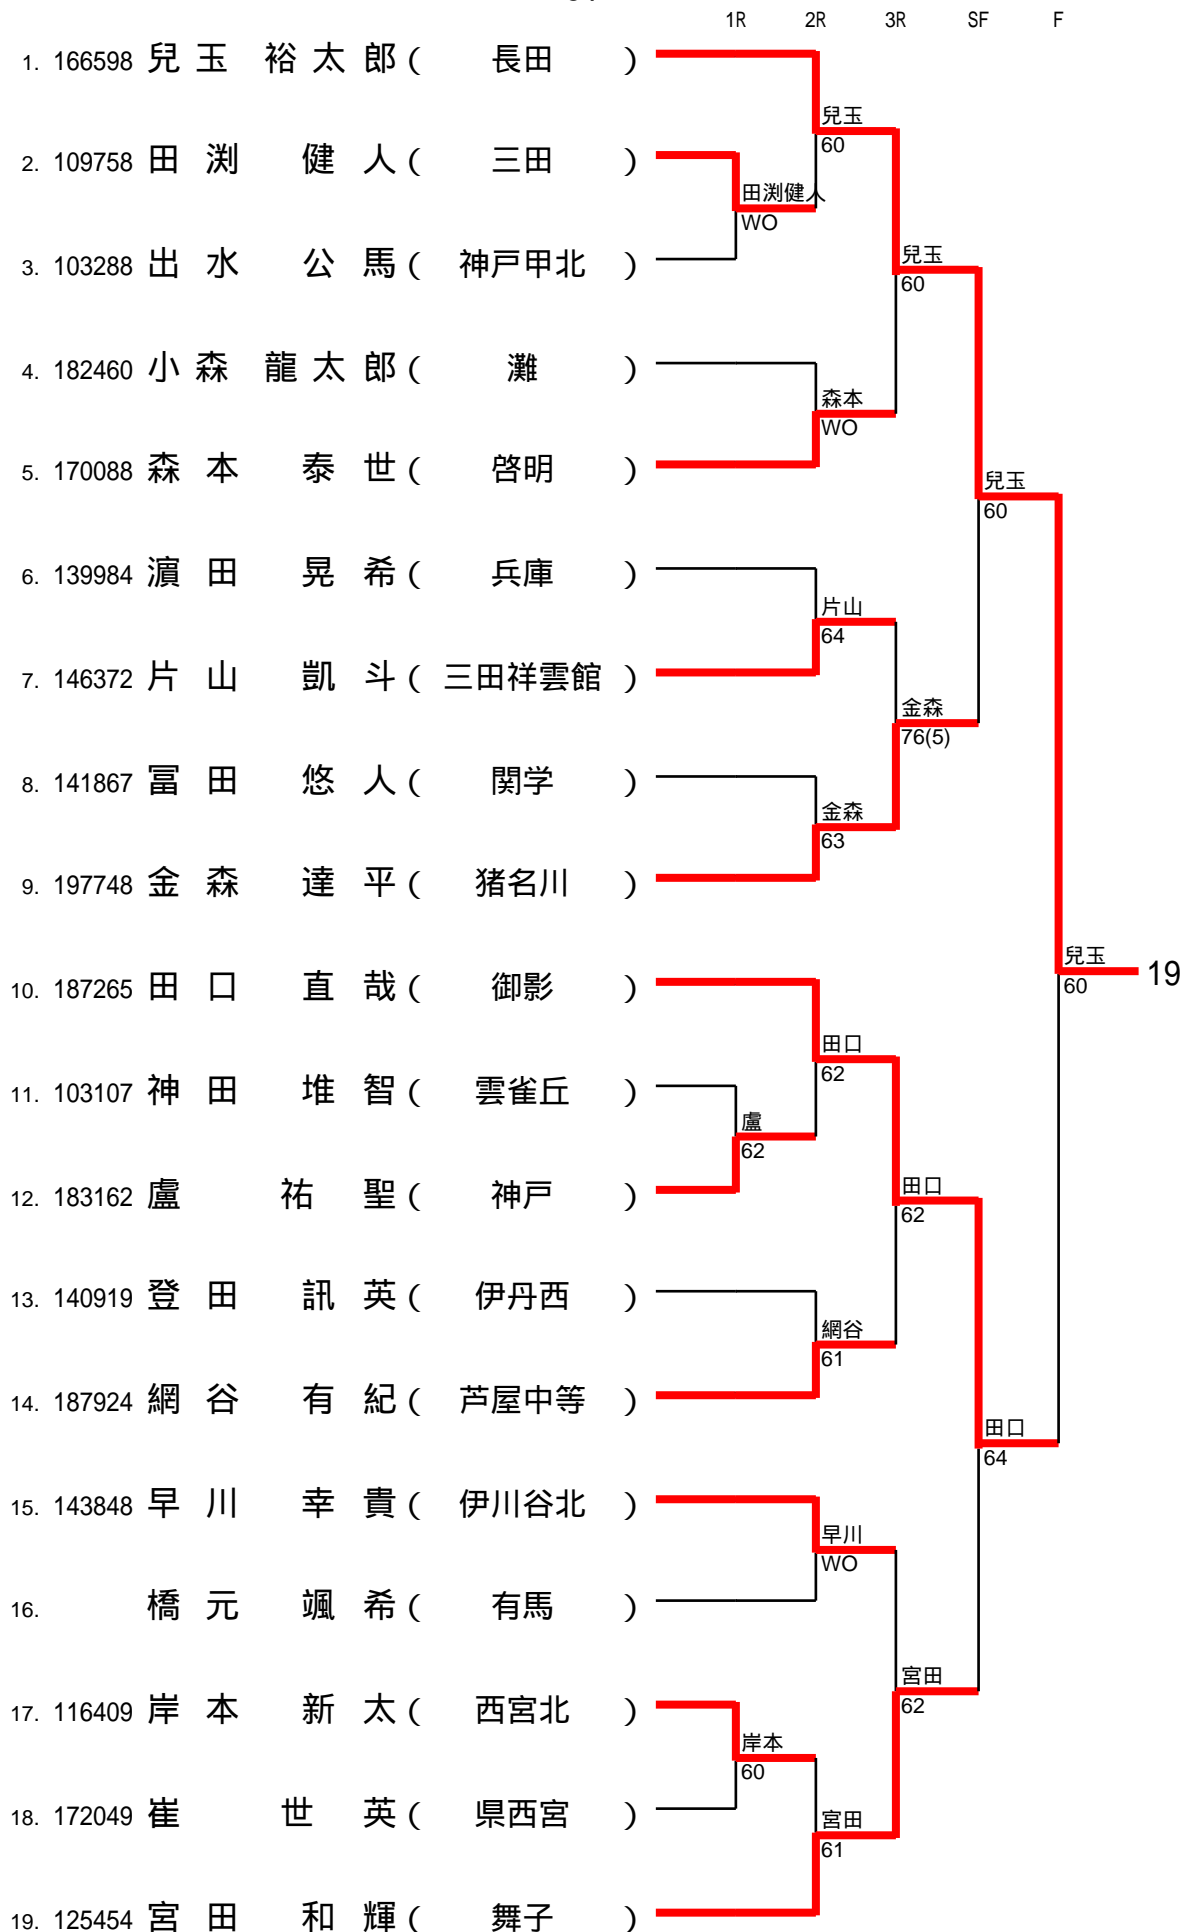 1R 2R 3R SF F
1. 166598 兒玉 裕太郎 ( 長田 )
兒玉
60
2. 109758 田渕 健人 ( 三田 )
田渕健人
WO
3. 103288 出水 公馬 ( 神戸甲北 )
兒玉
60
4. 182460 小森 龍太郎 ( 灘 )
森本
WO
5. 170088 森本 泰世 ( 啓明 )
兒玉
60
6. 139984 濵田 晃希 ( 兵庫 )
片山
64
7. 146372 片山 凱斗 ( 三田祥雲館 )
金森
76(5)
8. 141867 冨田 悠人 ( 関学 )
金森
63
9. 197748 金森 達平 ( 猪名川 )
兒玉
60
19
10. 187265 田口 直哉 ( 御影 )
田口
62
11. 103107 神田 堆智 ( 雲雀丘 )
盧
62
12. 183162 盧 祐聖 ( 神戸 )
田口
62
13. 140919 登田 訊英 ( 伊丹西 )
網谷
61
14. 187924 網谷 有紀 ( 芦屋中等 )
田口
64
15. 143848 早川 幸貴 ( 伊川谷北 )
早川
WO
16. 橋元 颯希 ( 有馬 )
宮田
62
17. 116409 岸本 新太 ( 西宮北 )
岸本
60
18. 172049 崔 世英 ( 県西宮 )
宮田
61
19. 125454 宮田 和輝 ( 舞子 )